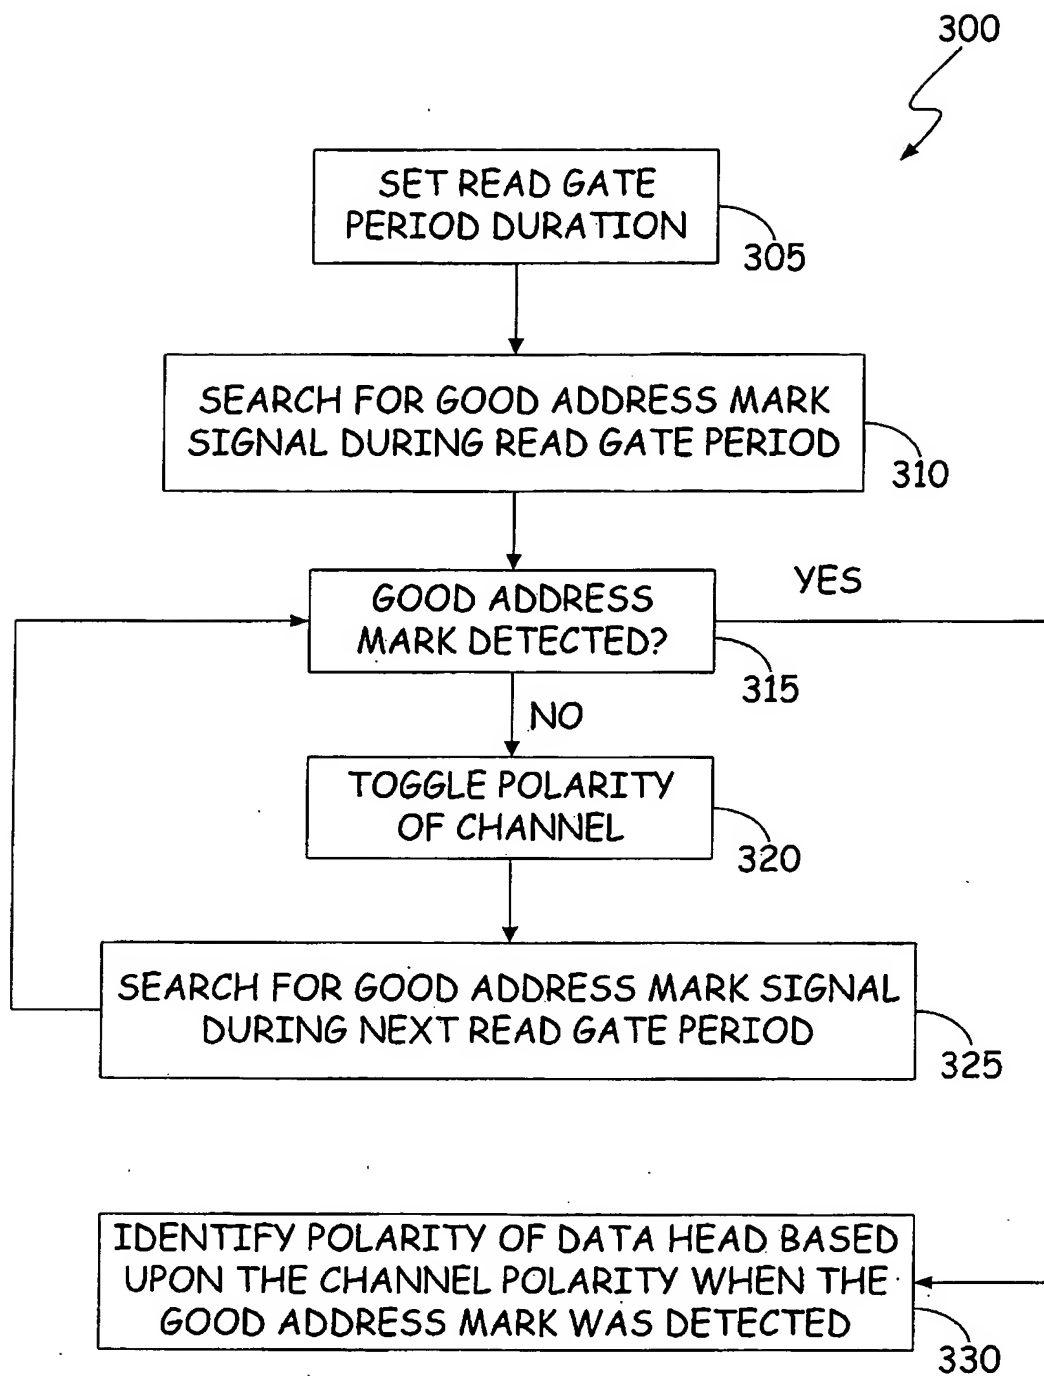 300
SET READ GATE
PERIOD DURATION
305
SEARCH FOR GOOD ADDRESS MARK
SIGNAL DURING READ GATE PERIOD
310
GOOD ADDRESS
MARK DETECTED?
YES
315
NO
TOGGLE POLARITY
OF CHANNEL
320
SEARCH FOR GOOD ADDRESS MARK SIGNAL
DURING NEXT READ GATE PERIOD
325
IDENTIFY POLARITY OF DATA HEAD BASED
UPON THE CHANNEL POLARITY WHEN THE
GOOD ADDRESS MARK WAS DETECTED
330